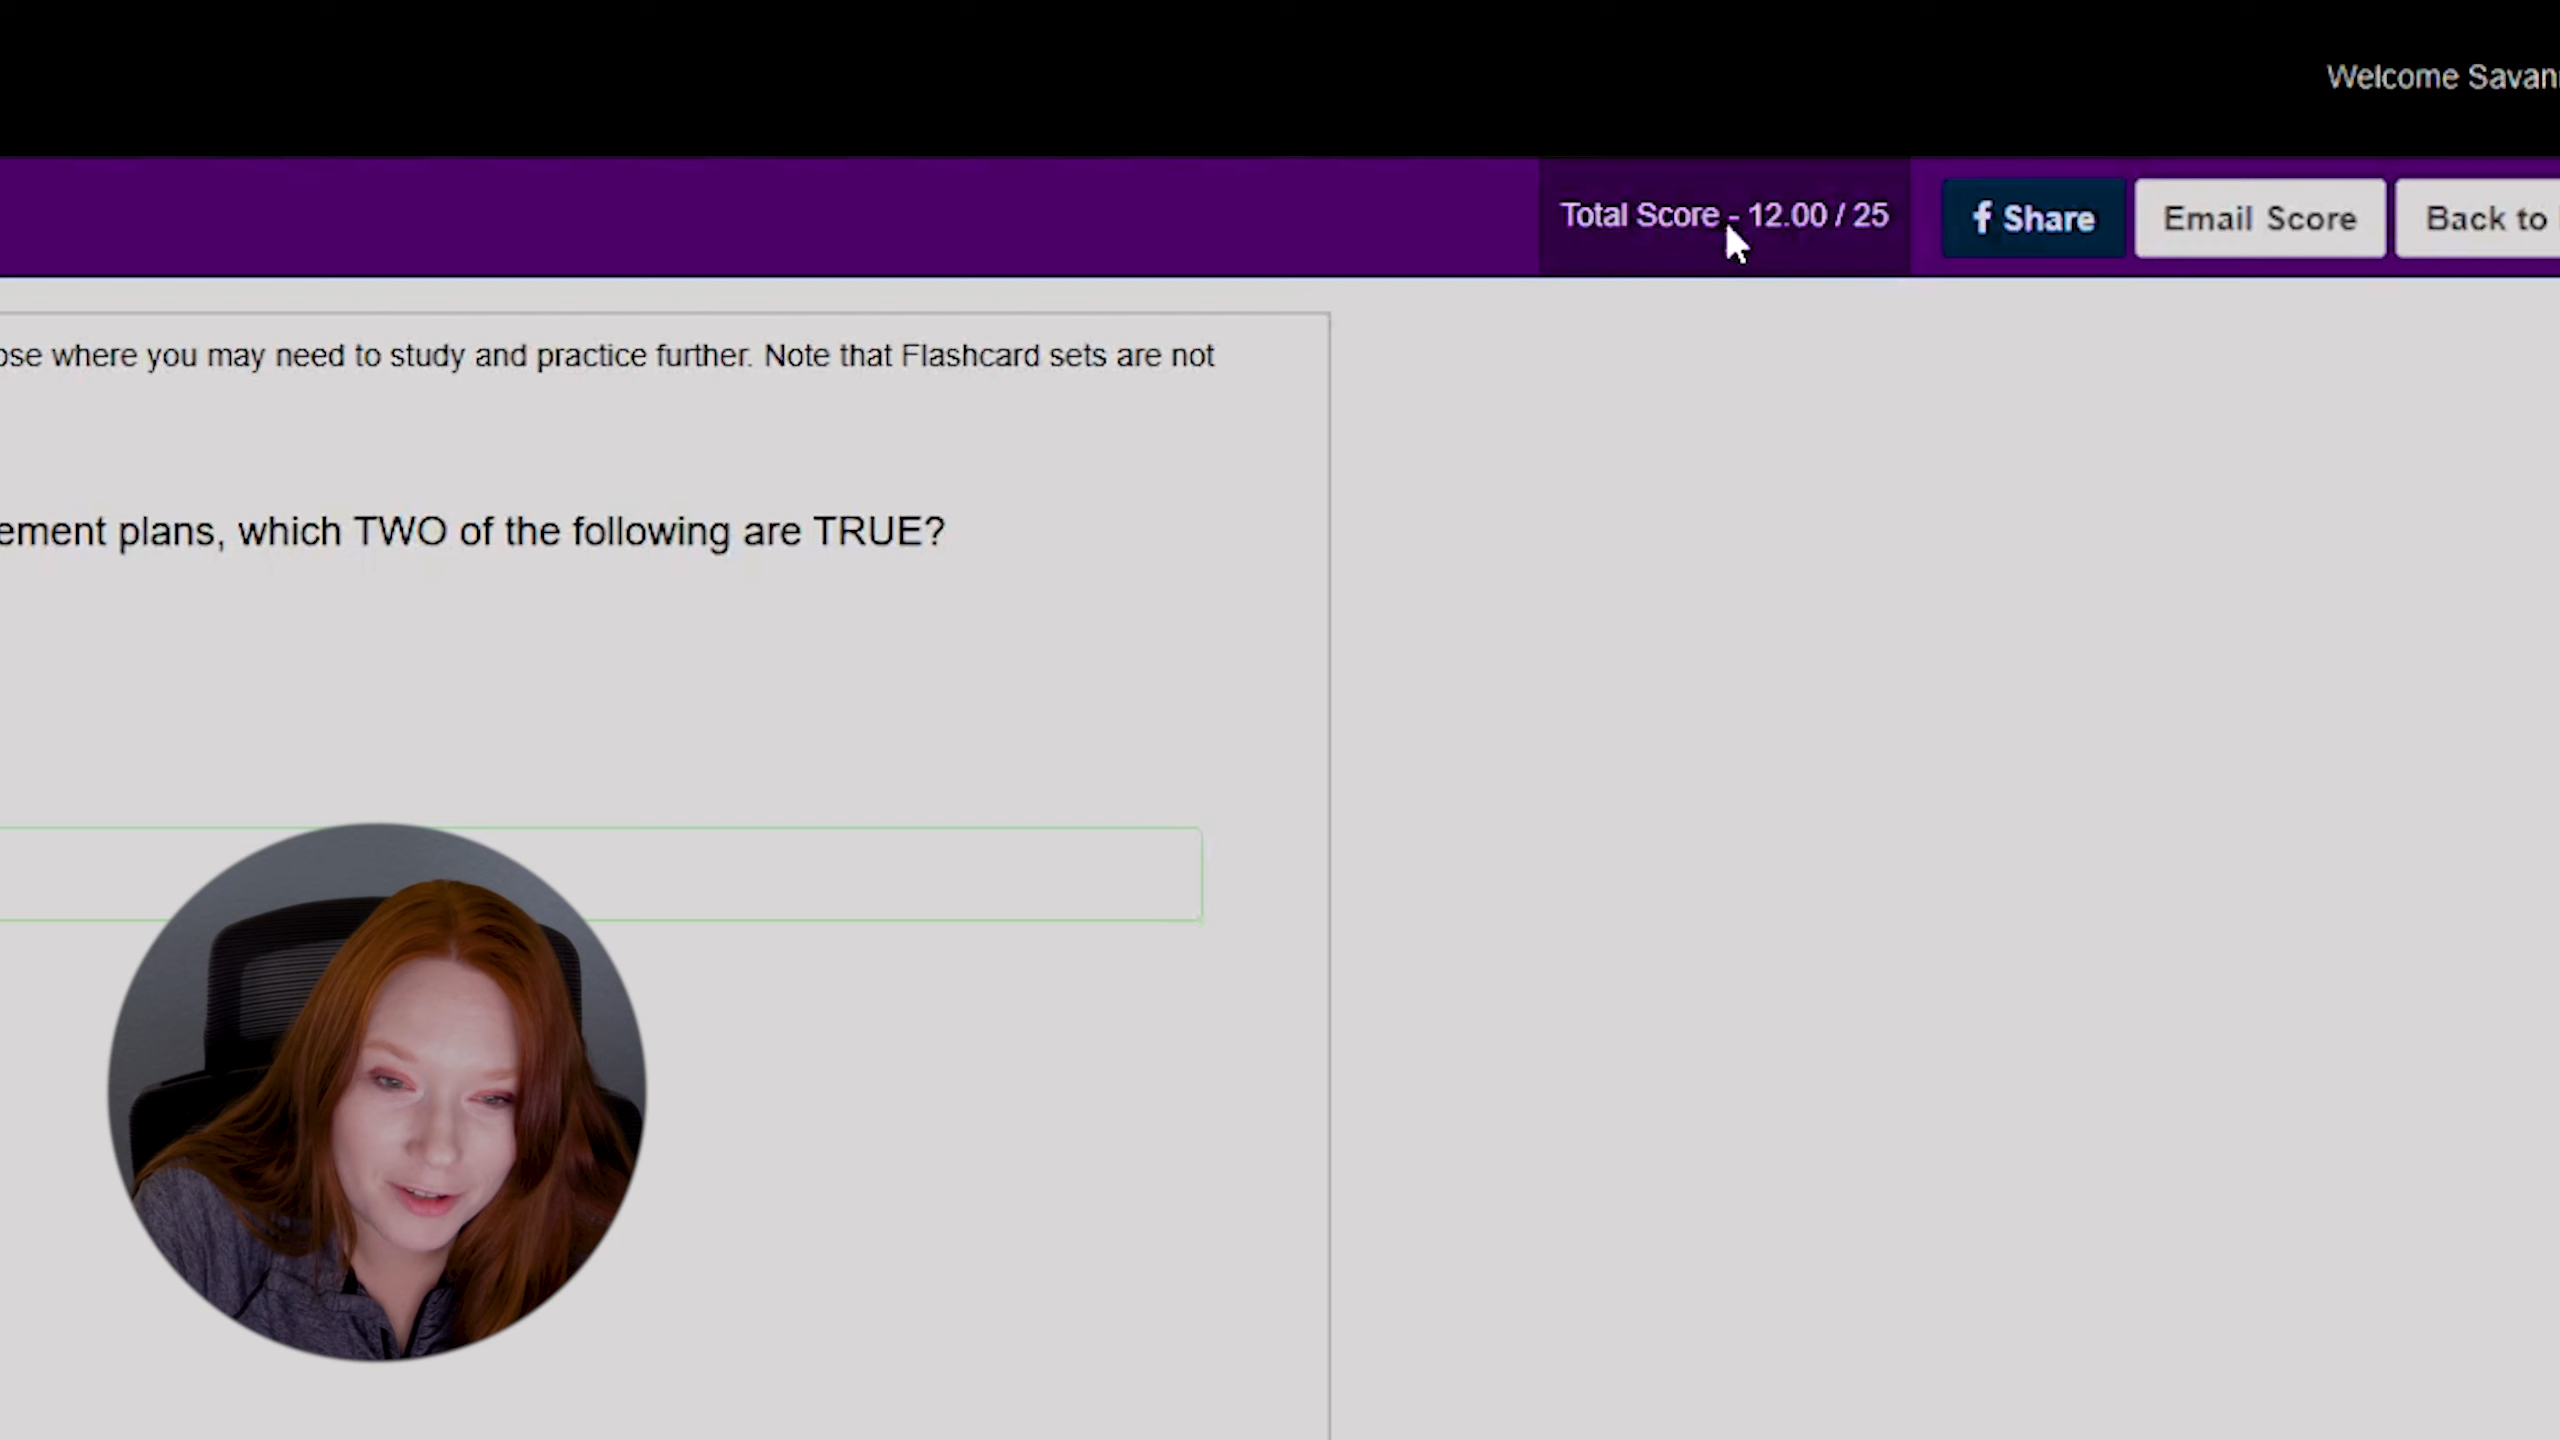 Welcome Savan
Total Score - 12.00 / 25
f Share
Email Score
Back to
ose where you may need to study and practice further. Note that Flashcard sets are not
ement plans, which TWO of the following are TRUE?